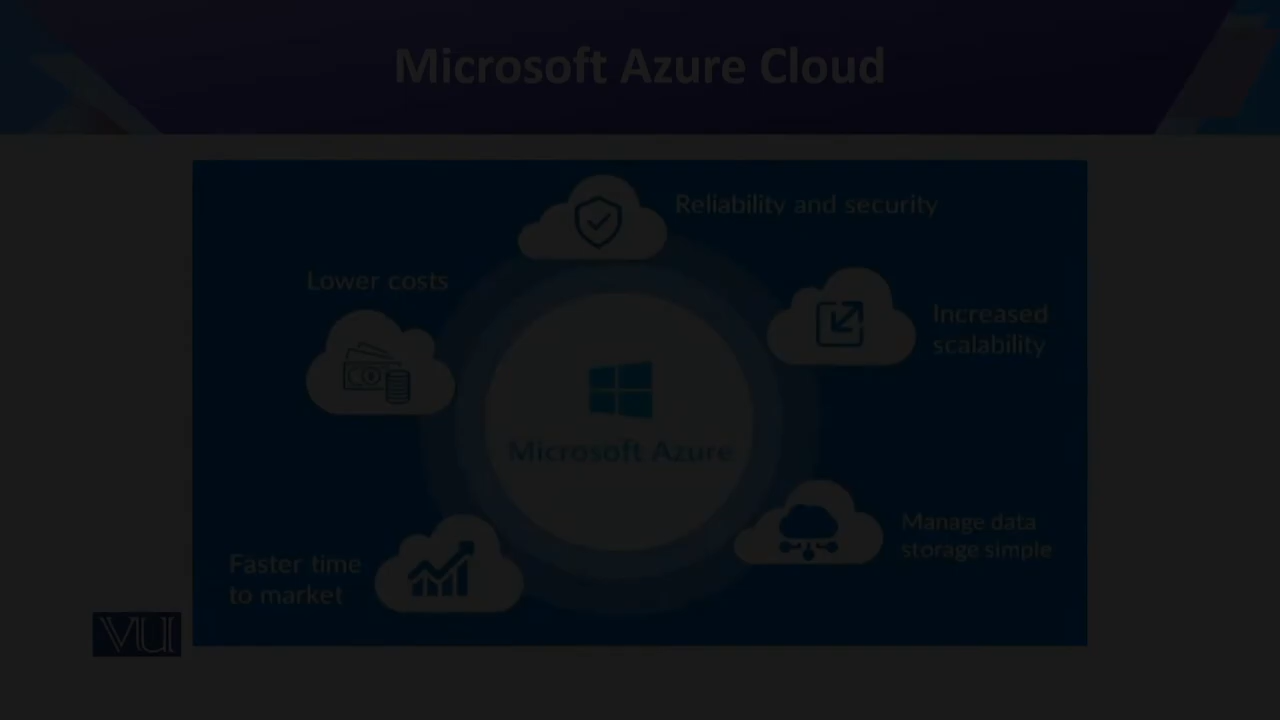 Microsoft Azure Cloud
Reliability and security
Lower costs
Increased
scalability
Microsoft Azure
Manage data
storage simple
Faster time
to market
VU